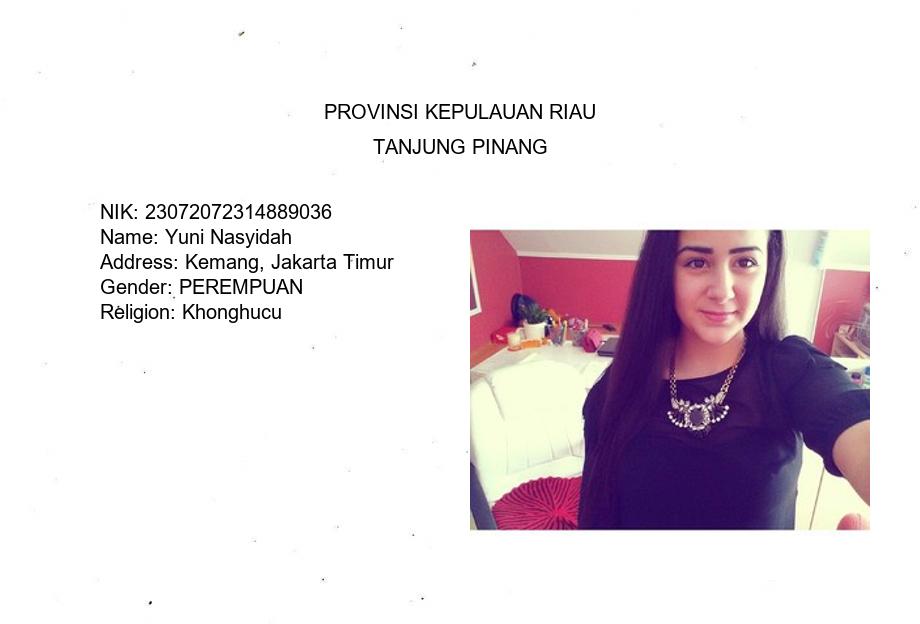 PROVINSI KEPULAUAN RIAU
TANJUNG PINANG
NIK: 23072072314889036
Name: Yuni Nasyidah
Address: Kemang, Jakarta Timur
Gender: PEREMPUAN
Religion: Khonghucu